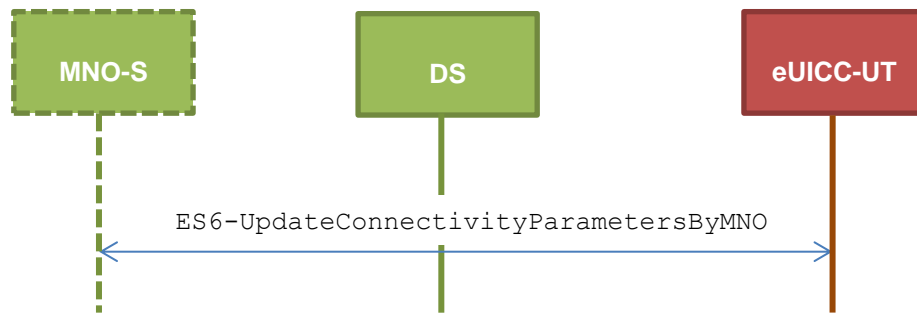 MNO-S
DS
eUICC-UT
ES6-UpdateConnectivityParametersByMNO